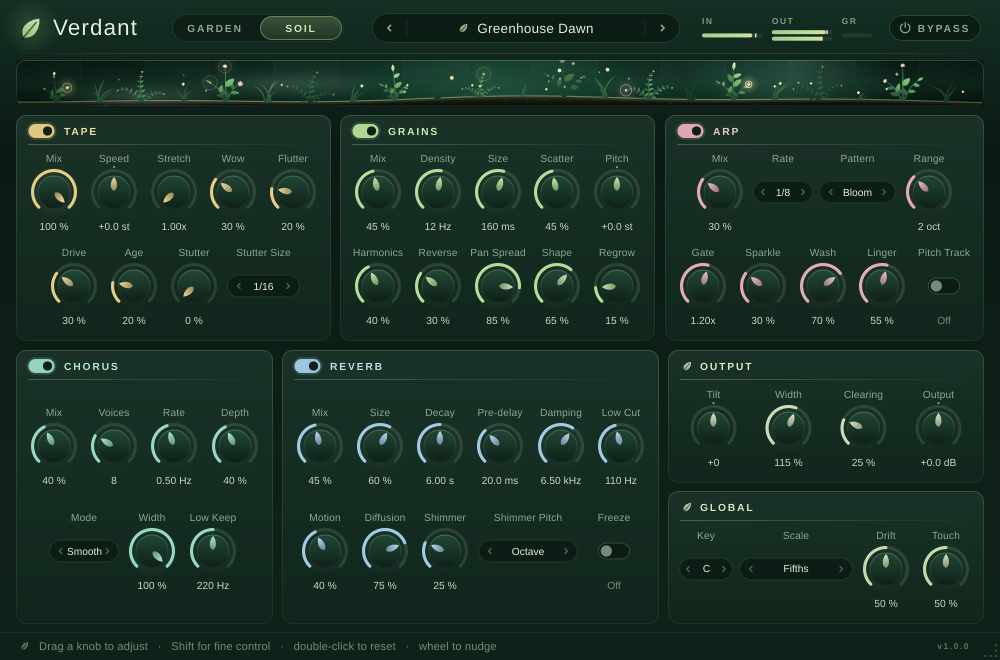 Verdant
GARDEN SOIL
Greenhouse Dawn
IN OUT GR
BYPASS
TAPE
Mix Speed Stretch Wow Flutter
100 % +0.0 st 1.00x 30 % 20 %
Drive Age Stutter Stutter Size
1/16
30 % 20 % 0 %
GRAINS
Mix Density Size Scatter Pitch
45 % 12 Hz 160 ms 45 % +0.0 st
Harmonics Reverse Pan Spread Shape Regrow
40 % 30 % 85 % 65 % 15 %
ARP
Mix Rate Pattern Range
1/8 Bloom
30 % 2 oct
Gate Sparkle Wash Linger Pitch Track
1.20x 30 % 70 % 55 % Off
CHORUS
Mix Voices Rate Depth
40 % 8 0.50 Hz 40 %
Mode Width Low Keep
Smooth
100 % 220 Hz
REVERB
Mix Size Decay Pre-delay Damping Low Cut
45 % 60 % 6.00 s 20.0 ms 6.50 kHz 110 Hz
Motion Diffusion Shimmer Shimmer Pitch Freeze
Octave
40 % 75 % 25 % Off
OUTPUT
Tilt Width Clearing Output
+0 115 % 25 % +0.0 dB
GLOBAL
Key Scale Drift Touch
C Fifths
50 % 50 %
Drag a knob to adjust · Shift for fine control · double-click to reset · wheel to nudge
v1.0.0